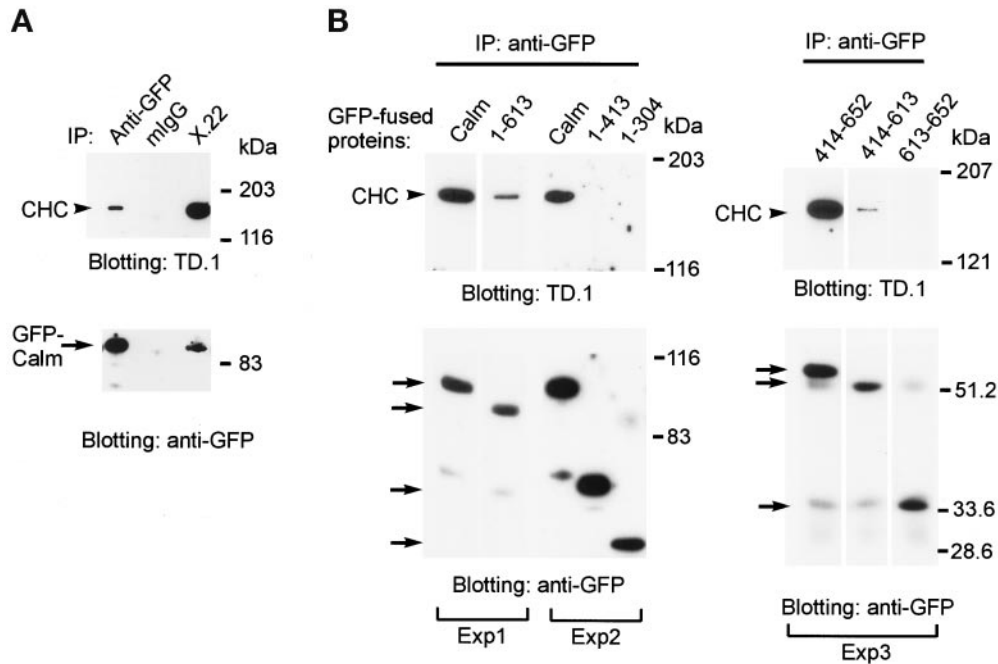 A
IP:
Anti-GFP
mIgG
X.22
kDa
CHC
203
116
Blotting: TD.1
GFP-
Calm
83
Blotting: anti-GFP
B
IP: anti-GFP
GFP-fused
proteins:
Calm
1-613
Calm
1-413
1-304
kDa
203
CHC
116
Blotting: TD.1
116
83
Blotting: anti-GFP
Exp1
Exp2
IP: anti-GFP
414-652
414-613
613-652
kDa
207
CHC
121
Blotting: TD.1
51.2
33.6
28.6
Blotting: anti-GFP
Exp3